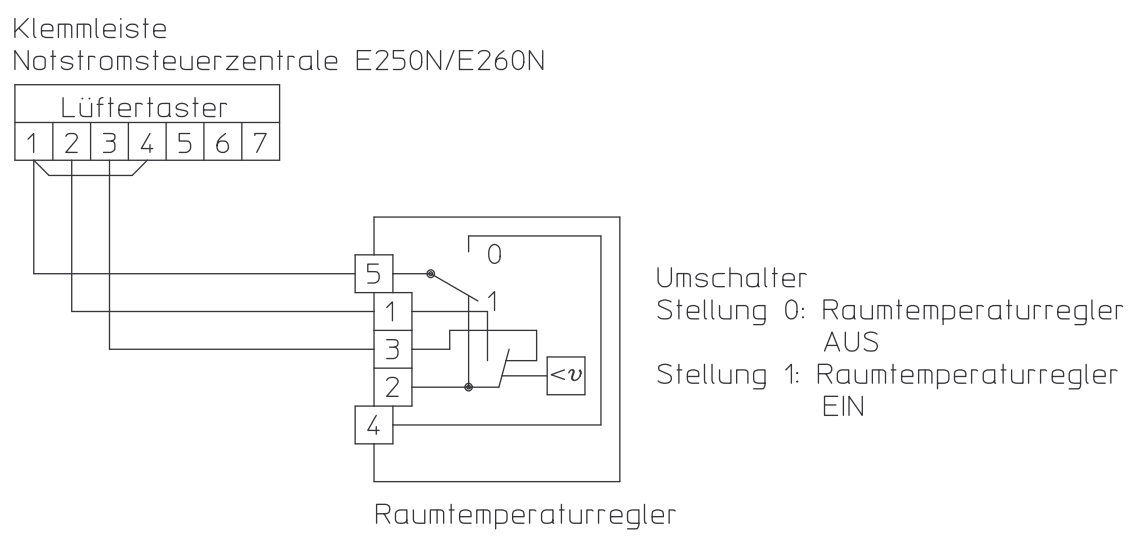 Klemmleiste
Notstromsteuerzentrale E250N/E260N
Lüftertaster
1 2 3 4 5 6 7
0
5
1
1
3
<υ
2
4
Umschalter
Stellung 0: Raumtemperaturregler
AUS
Stellung 1: Raumtemperaturregler
EIN
Raumtemperaturregler